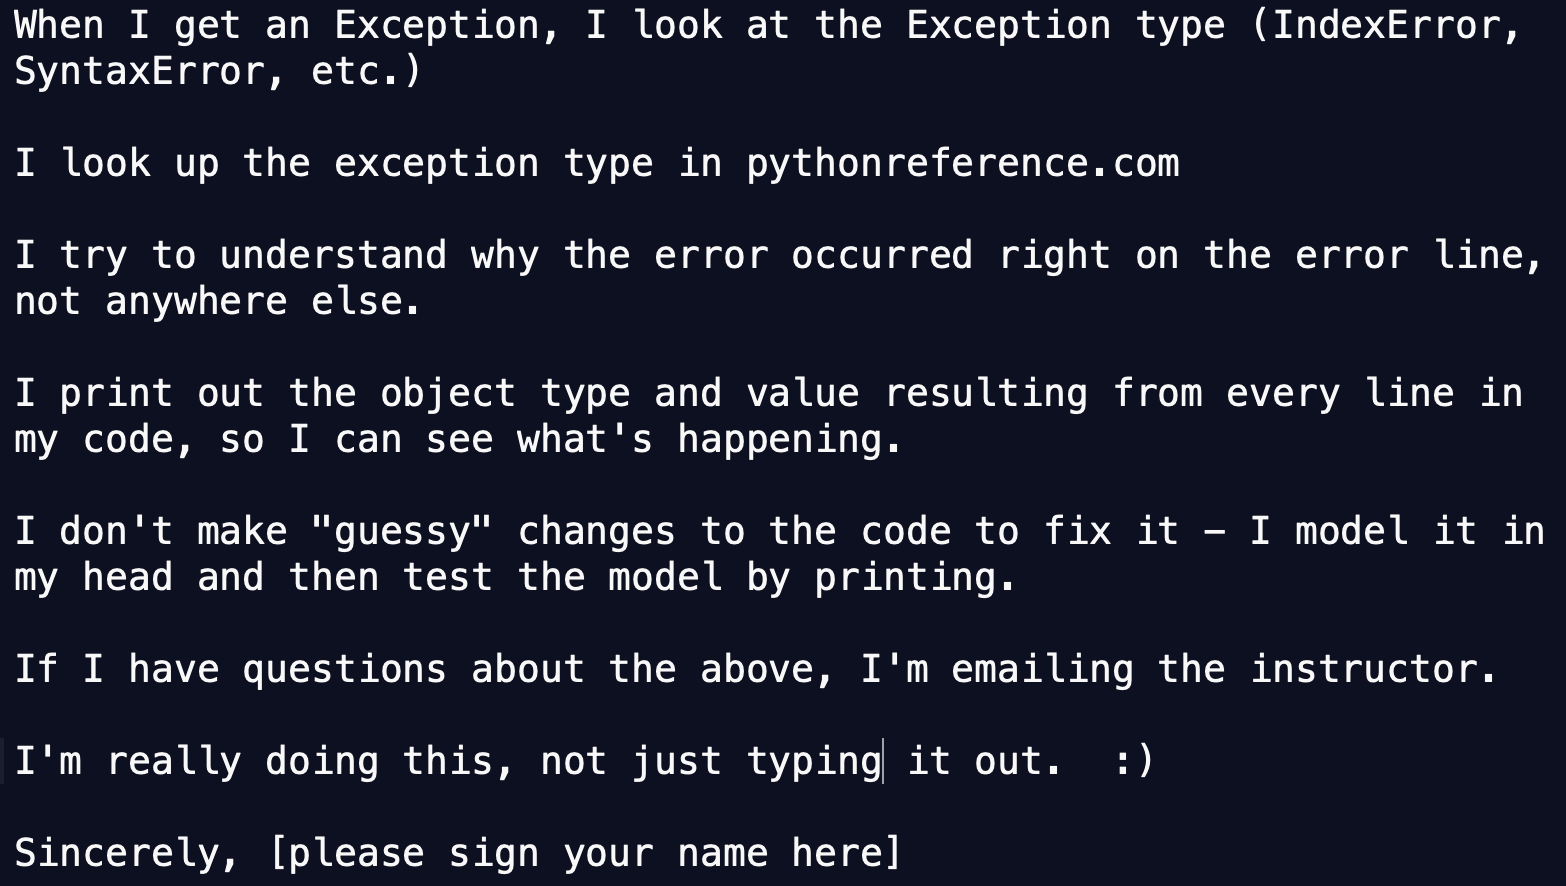 When I get an Exception, I look at the Exception type (IndexError,
SyntaxError, etc.)
I look up the exception type in pythonreference.com
I try to understand why the error occurred right on the error line,
not anywhere else.
I print out the object type and value resulting from every line in
my code, so I can see what's happening.
I don't make "guessy" changes to the code to fix it – I model it in
my head and then test the model by printing.
If I have questions about the above, I'm emailing the instructor.
I'm really doing this, not just typing it out.  :)
Sincerely, [please sign your name here]